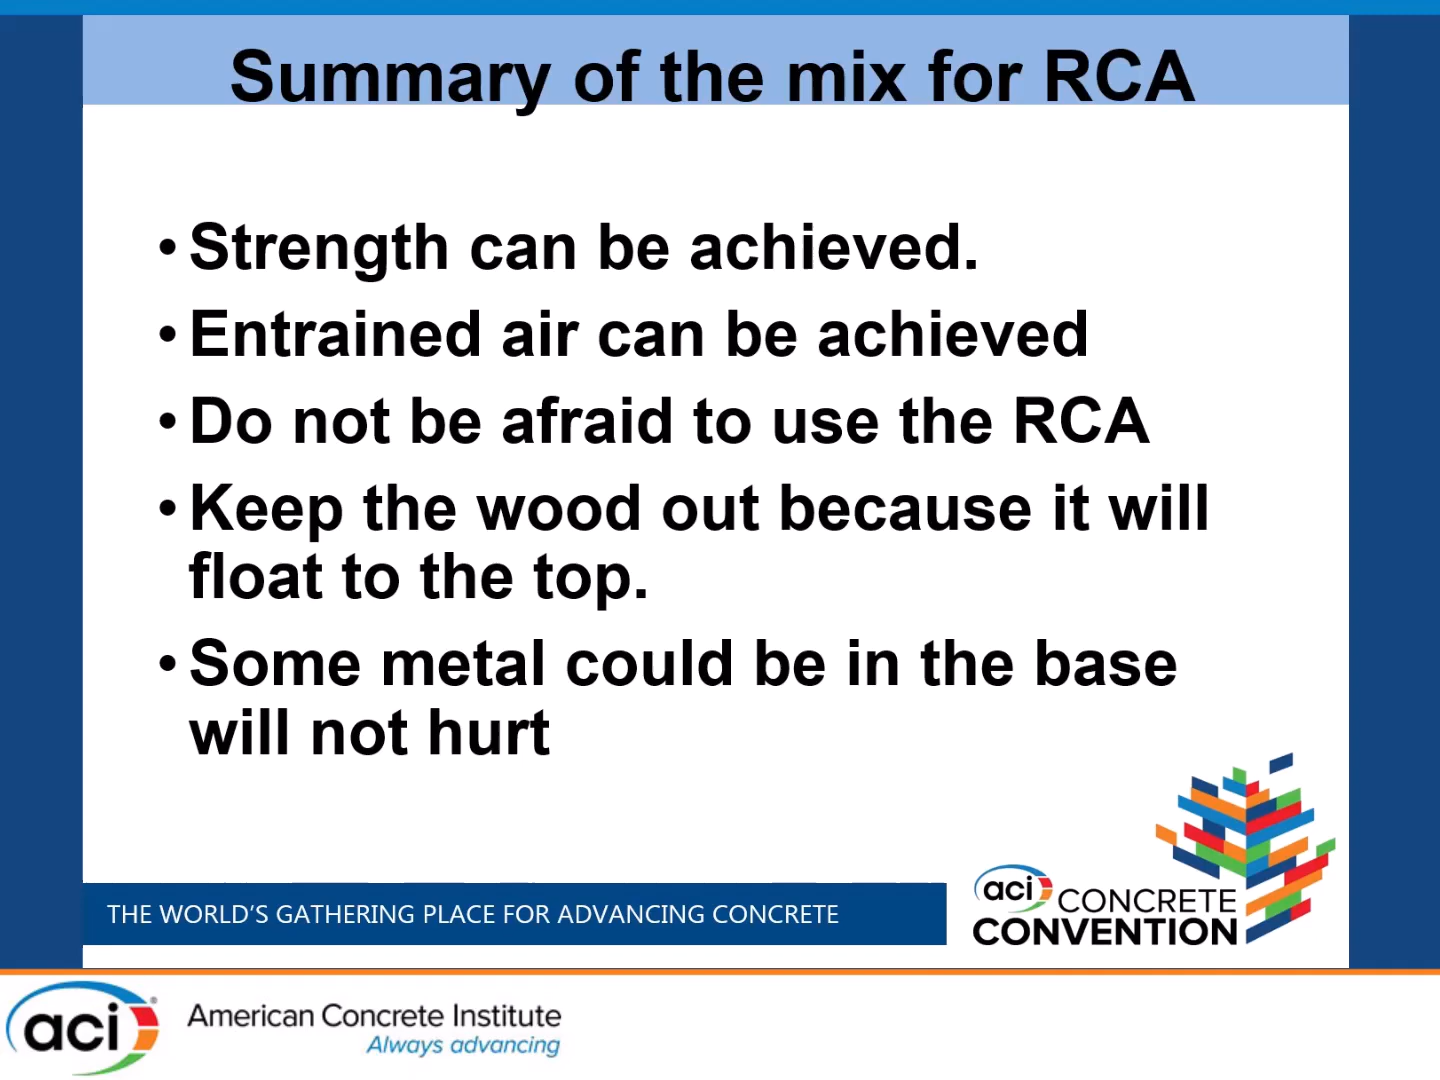 Summary of the mix for RCA
• Strength can be achieved.
• Entrained air can be achieved
• Do not be afraid to use the RCA
• Keep the wood out because it will
float to the top.
• Some metal could be in the base
will not hurt
THE WORLD'S GATHERING PLACE FOR ADVANCING CONCRETE
aci CONCRETE
CONVENTION
aci® American Concrete Institute
Always advancing